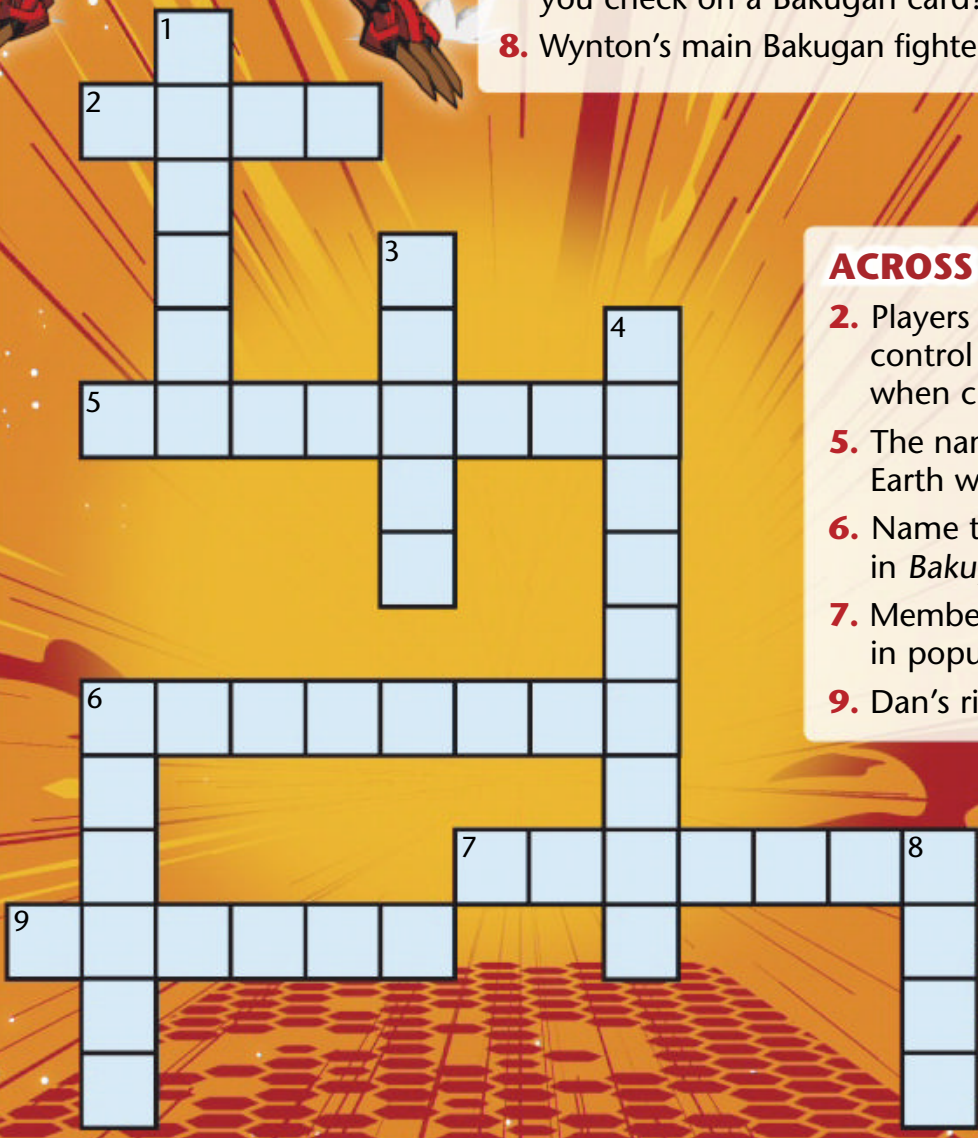 you check on a Bakugan card?
8. Wynton's main Bakugan fighte
1
2
3
4
5
6
7
8
9
ACROSS
2. Players
control
when c
5. The nar
Earth w
6. Name t
in Baku
7. Membe
in popu
9. Dan's ri